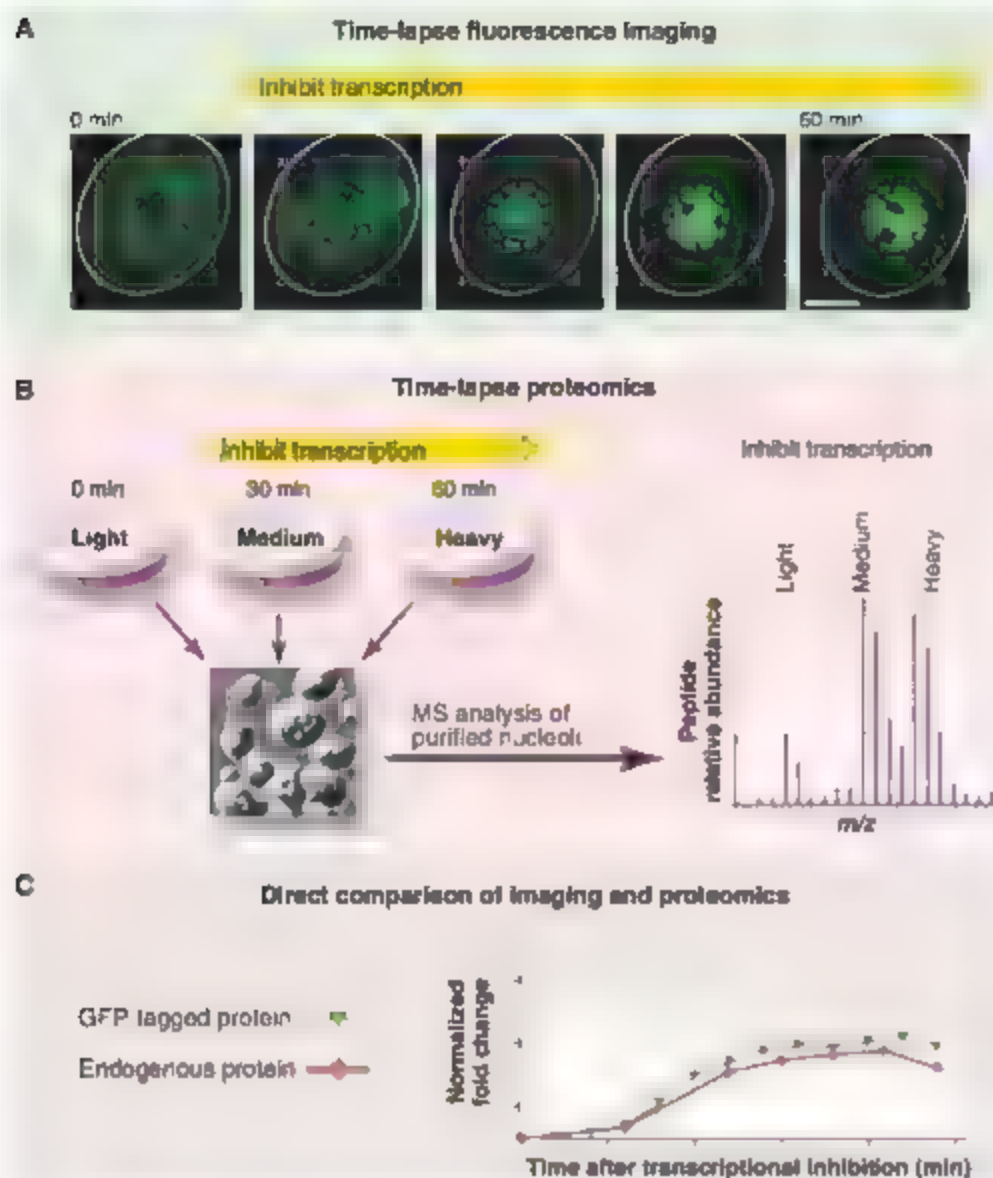 A
Time-lapse fluorescence imaging
Inhibit transcription
0 min
60 min
B
Time-lapse proteomics
Inhibit transcription
Inhibit transcription
0 min
30 min
60 min
Light
Medium
Heavy
Light
Medium
Heavy
MS analysis of
purified nucleoli
Peptide
relative abundance
m/z
C
Direct comparison of imaging and proteomics
GFP tagged protein
Endogenous protein
Normalized
fold change
Time after transcriptional inhibition (min)